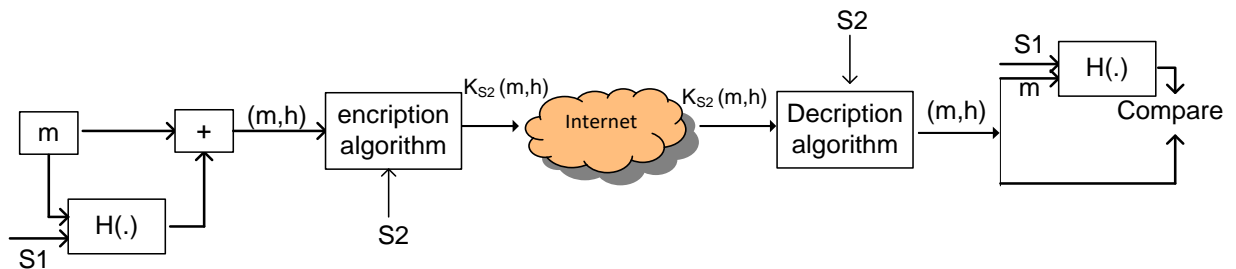 m
H(.)
S1
+
(m,h)
encription
algorithm
S2
K_S2 (m,h)
Internet
K_S2 (m,h)
S2
Decription
algorithm
(m,h)
S1
m
H(.)
Compare